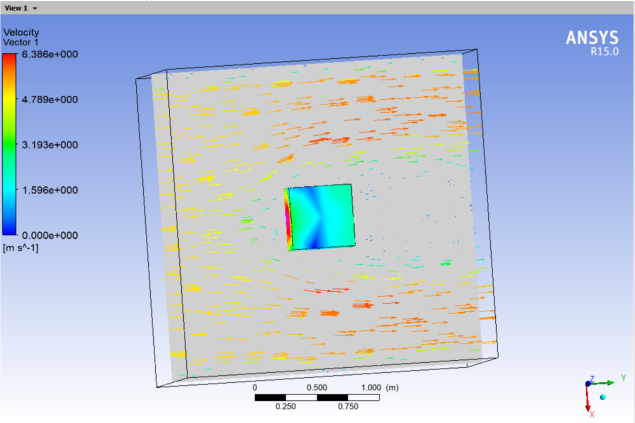 View 1
ANSYS
R15.0
Velocity
Vector 1
6.386e+000
4.789e+000
3.193e+000
1.596e+000
0.000e+000
[m s^-1]
0 0.500 1.000 (m)
0.250 0.750
Z
Y
X